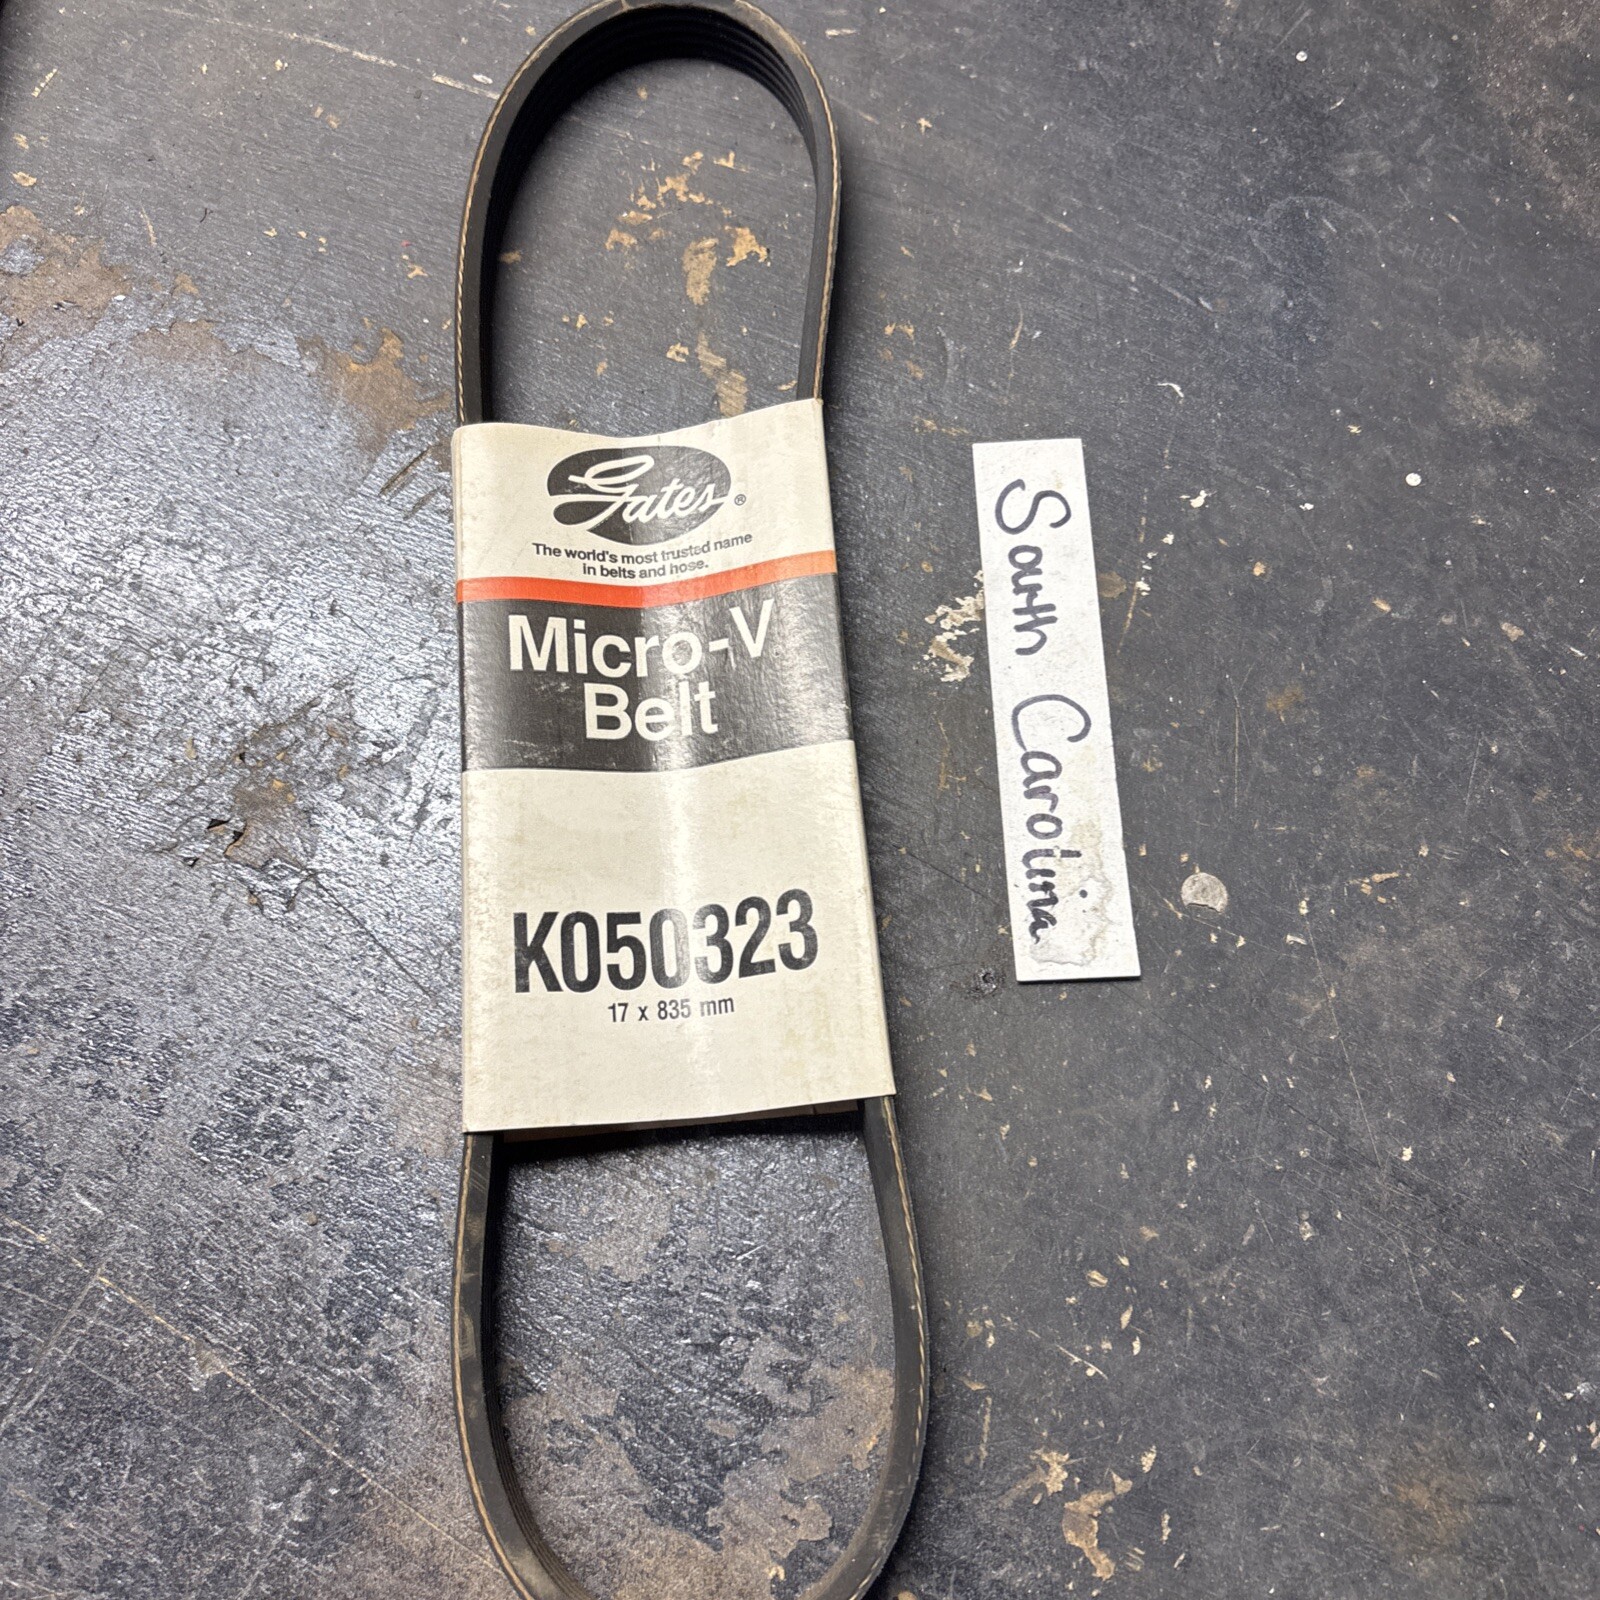 Gates®
The world's most trusted name
in belts and hose.
Micro-V
Belt
K050323
17 x 835 mm
South Carolina